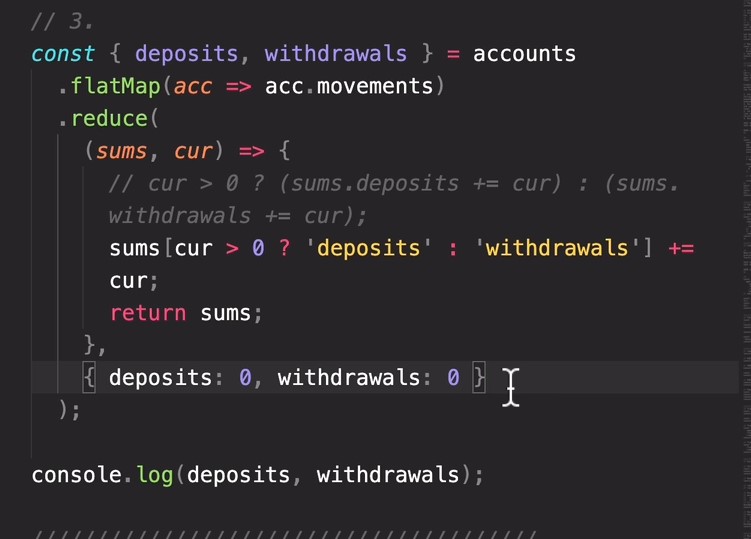 // 3.
const { deposits, withdrawals } = accounts
.flatMap(acc => acc.movements)
.reduce(
(sums, cur) => {
// cur > 0 ? (sums.deposits += cur) : (sums.
withdrawals += cur);
sums[cur > 0 ? 'deposits' : 'withdrawals'] +=
cur;
return sums;
},
{ deposits: 0, withdrawals: 0 }
);
console.log(deposits, withdrawals);
///////////////////////////////////////